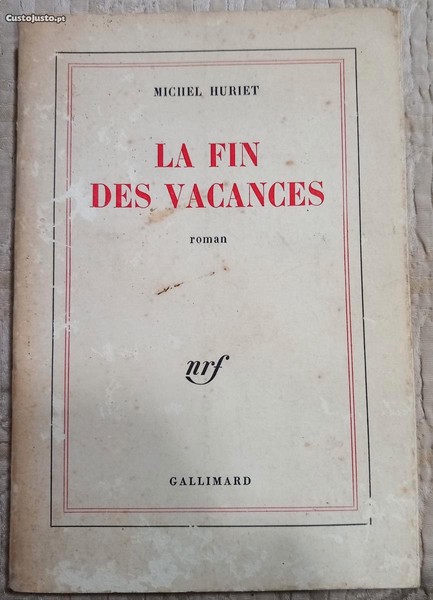 CustoJusto.pt
MICHEL HURIET
LA FIN
DES VACANCES
roman
nrf
GALLIMARD